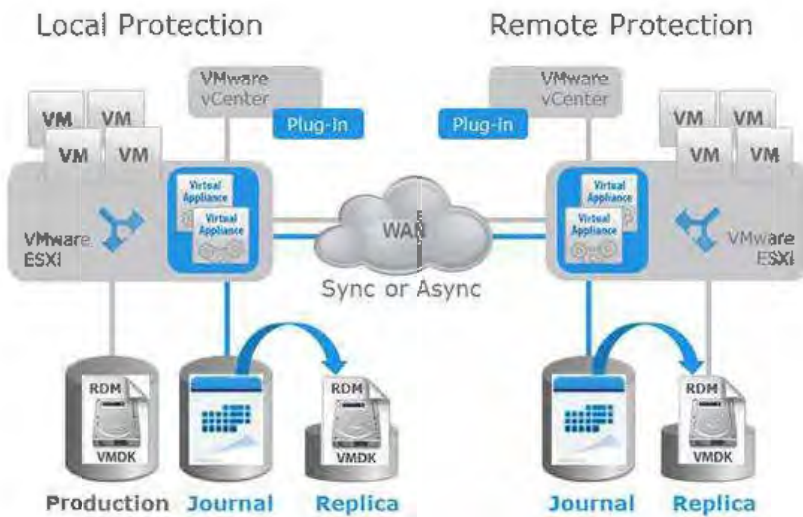 Local Protection
Remote Protection
VMware
vCenter
Plug-in
VMware
vCenter
Plug-in
VM
VM
VM
VM
VM
VM
VM
VM
Virtual
Appliance
Virtual
Appliance
VMware
ESXi
WAN
Sync or Async
Virtual
Appliance
Virtual
Appliance
VMware
ESXi
RDM
VMDK
RDM
VMDK
RDM
VMDK
Production
Journal
Replica
Journal
Replica